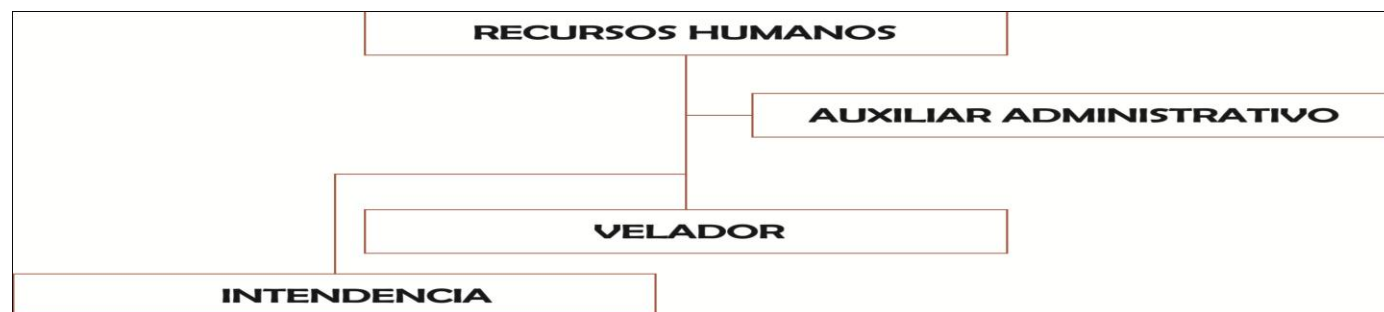 RECURSOS HUMANOS
AUXILIAR ADMINISTRATIVO
VELADOR
INTENDENCIA